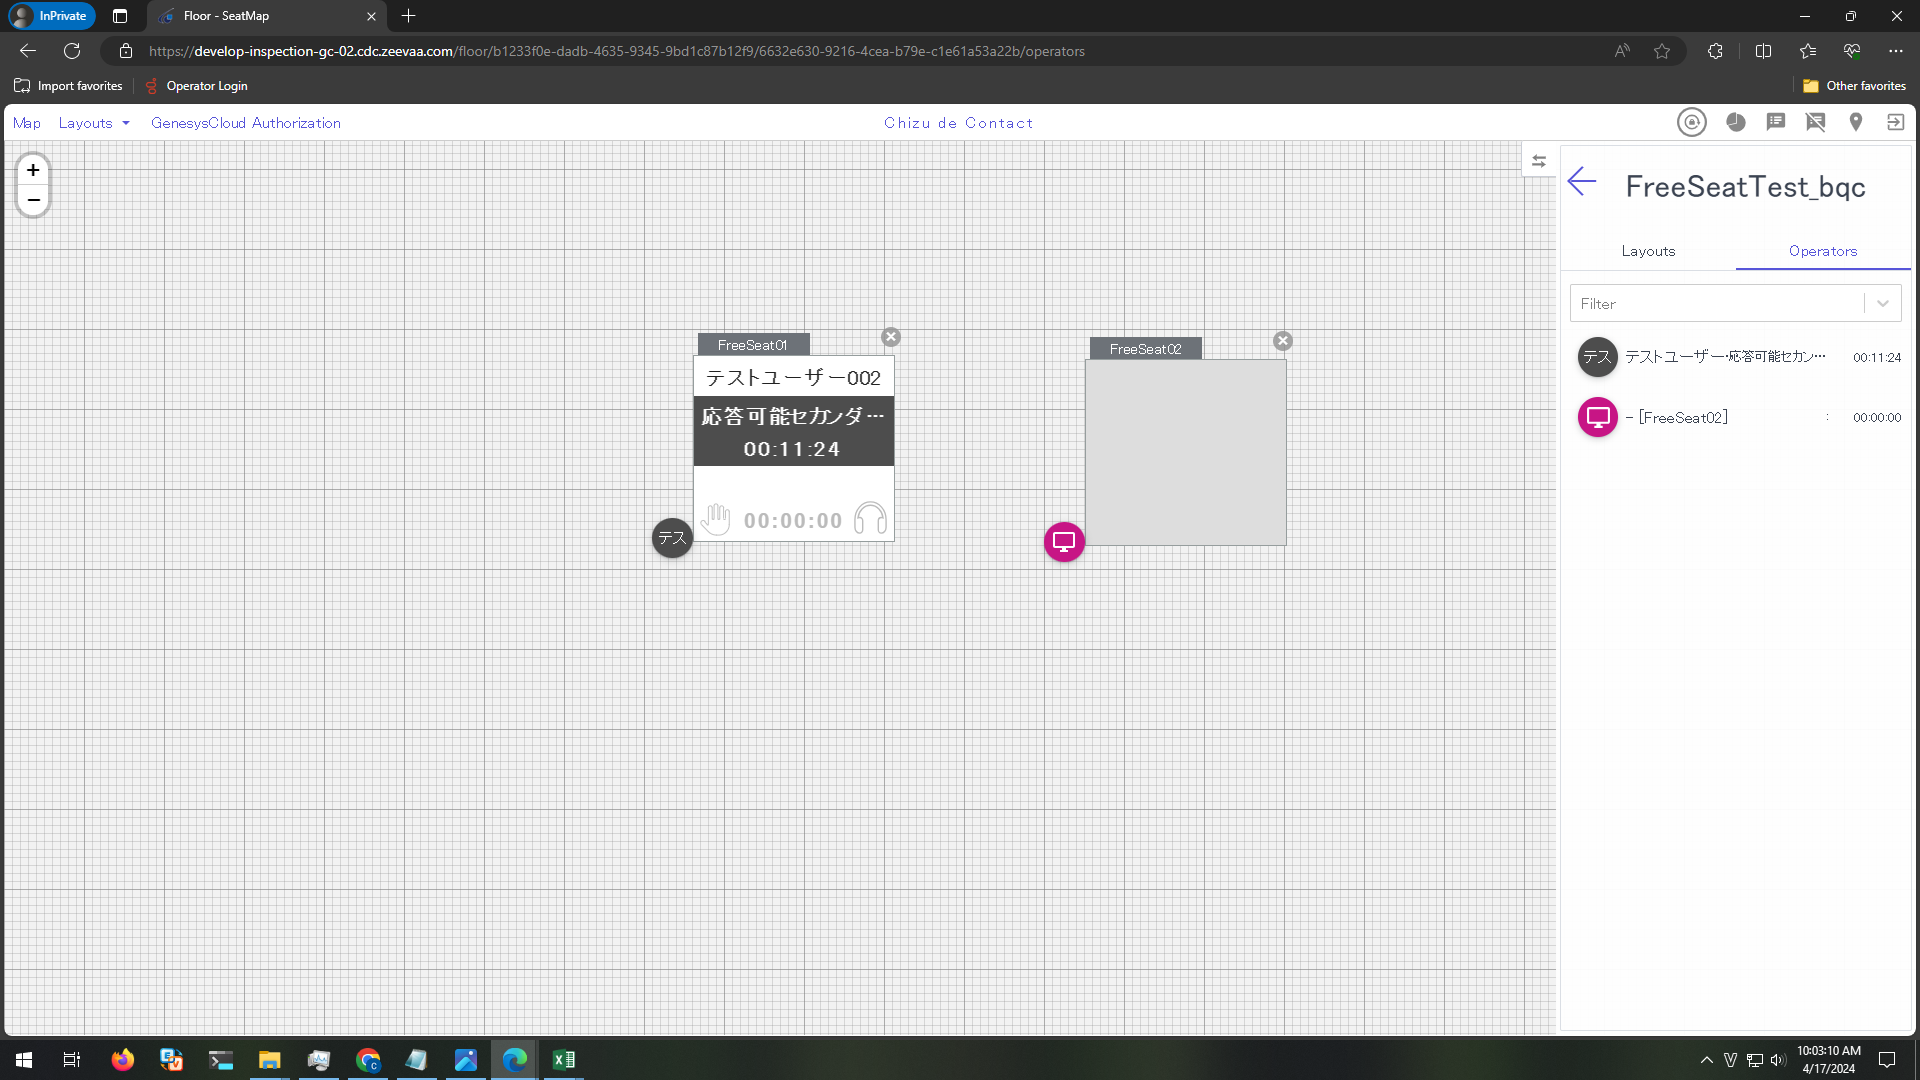 InPrivate
Floor - SeatMap
https://develop-inspection-gc-02.cdc.zeevaa.com/floor/b1233f0e-dadb-4635-9345-9bd1c87b12f9/6632e630-9216-4cea-b79e-c1e61a53a22b/operators
Import favorites
Operator Login
Other favorites
Map
Layouts
GenesysCloud Authorization
Chizu de Contact
+
−
FreeSeatTest_bqc
Layouts
Operators
Filter
テス
テストユーザー・応答可能セカン…
00:11:24
- [FreeSeat02]
:
00:00:00
FreeSeat01
テストユーザー002
応答可能セカンダ…
00:11:24
00:00:00
テス
FreeSeat02
10:03:10 AM
4/17/2024